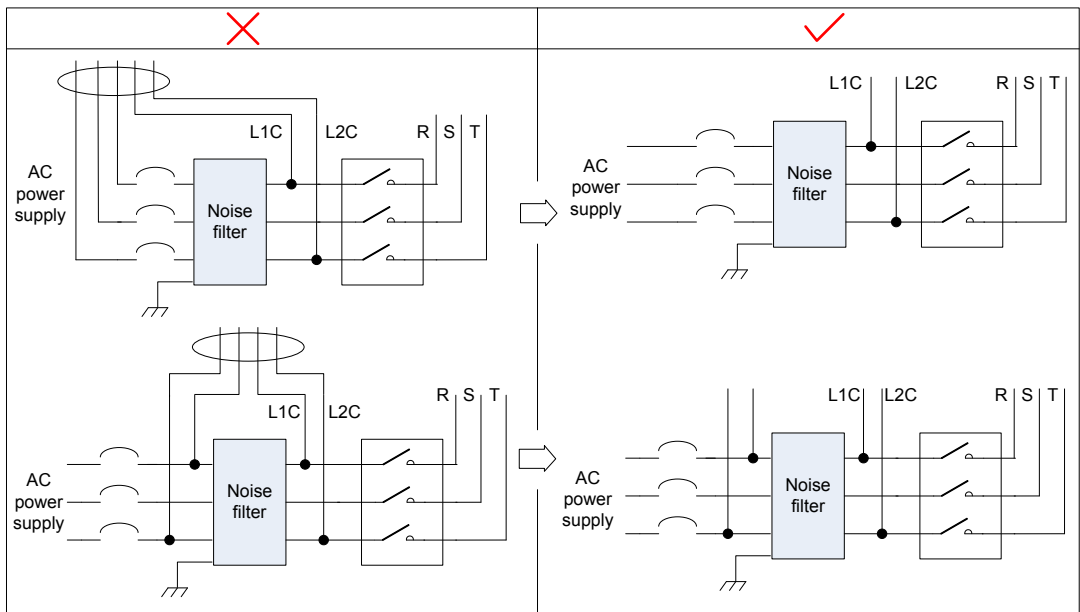 L1C L2C R S T
AC
power
supply
Noise
filter
L1C L2C R S T
AC
power
supply
Noise
filter
L1C L2C R S T
AC
power
supply
Noise
filter
L1C L2C R S T
AC
power
supply
Noise
filter